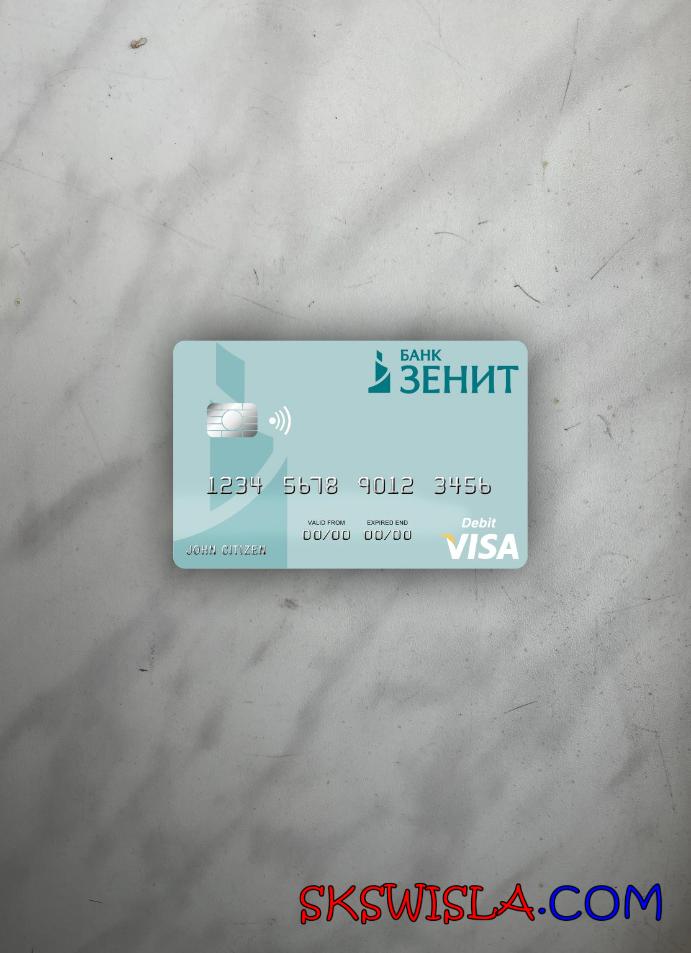 БАНК
ЗЕНИТ
1234 5678 9012 3456
VALID FROM EXPIRED END
00/00 00/00
Debit
VISA
JOHN CITIZEN
SKSWISLA.COM